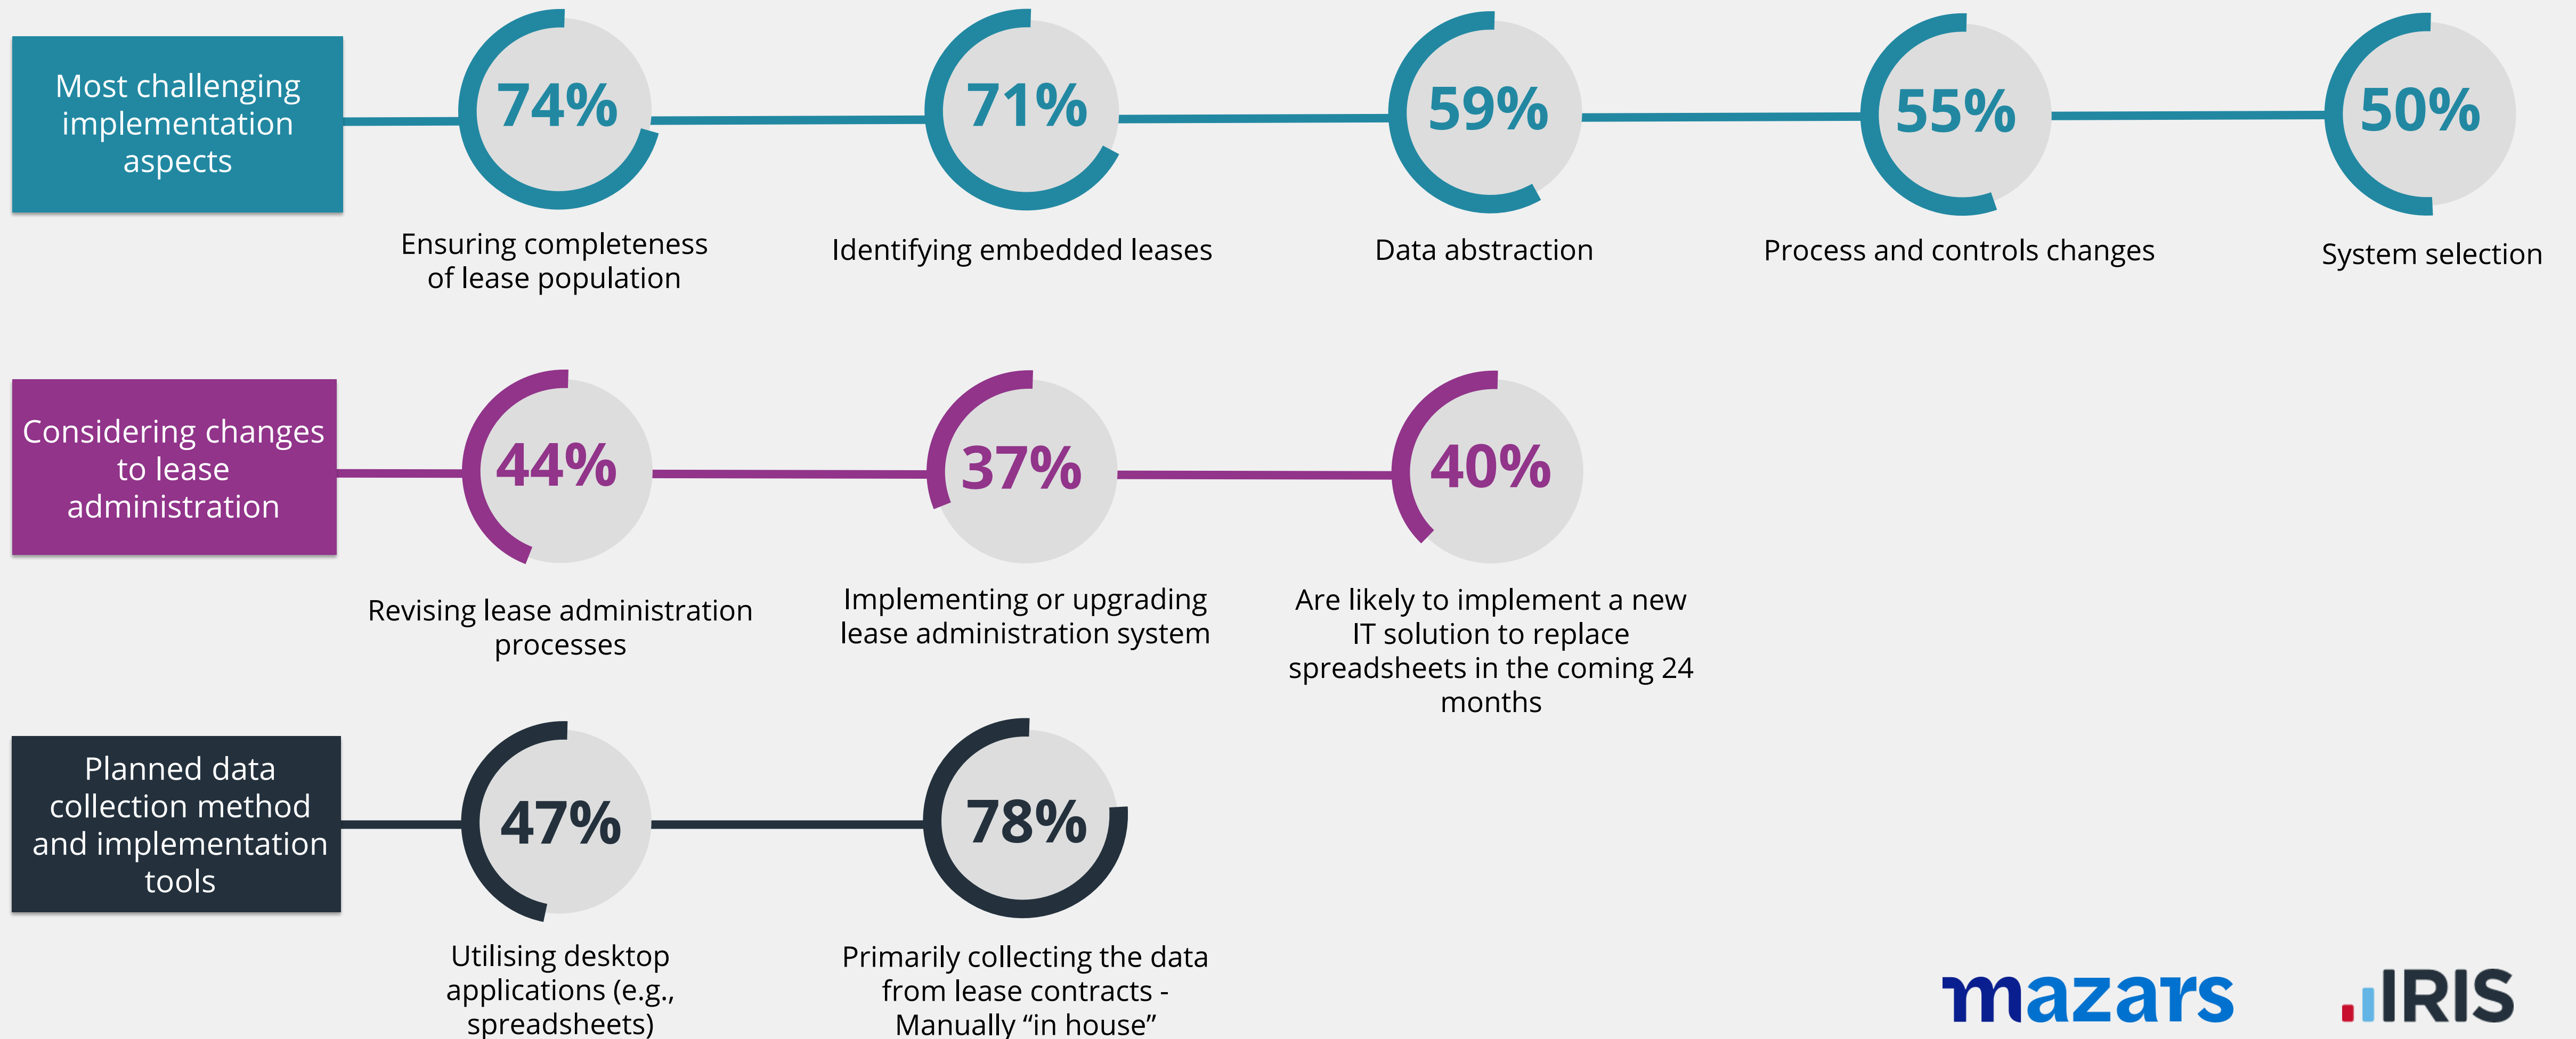 Most challenging
implementation
aspects
74%
Ensuring completeness
of lease population
71%
Identifying embedded leases
59%
Data abstraction
55%
Process and controls changes
50%
System selection
Considering changes
to lease
administration
44%
Revising lease administration
processes
37%
Implementing or upgrading
lease administration system
40%
Are likely to implement a new
IT solution to replace
spreadsheets in the coming 24
months
Planned data
collection method
and implementation
tools
47%
Utilising desktop
applications (e.g.,
spreadsheets)
78%
Primarily collecting the data
from lease contracts -
Manually “in house”
mazars
IRIS